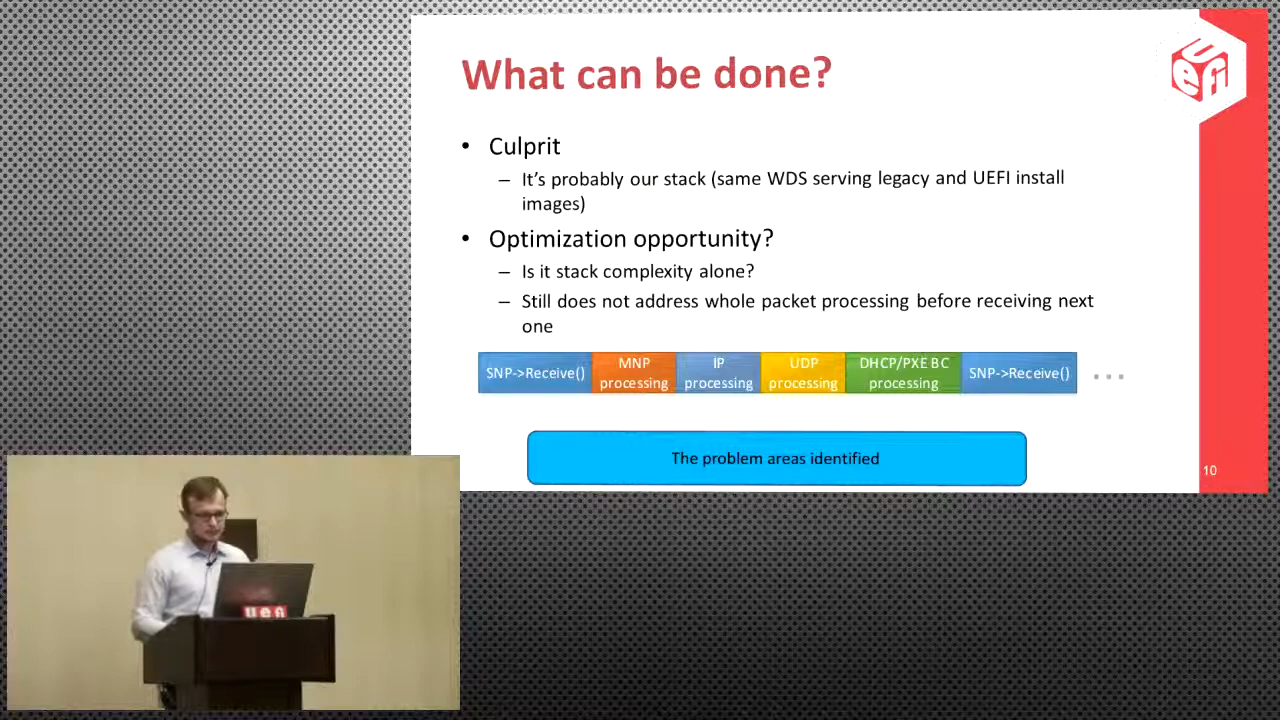 What can be done?
uefi
• Culprit
– It's probably our stack (same WDS serving legacy and UEFI install
images)
• Optimization opportunity?
– Is it stack complexity alone?
– Still does not address whole packet processing before receiving next
one
SNP->Receive()
MNP
processing
IP
processing
UDP
processing
DHCP/PXE BC
processing
SNP->Receive()
...
The problem areas identified
10
uefi